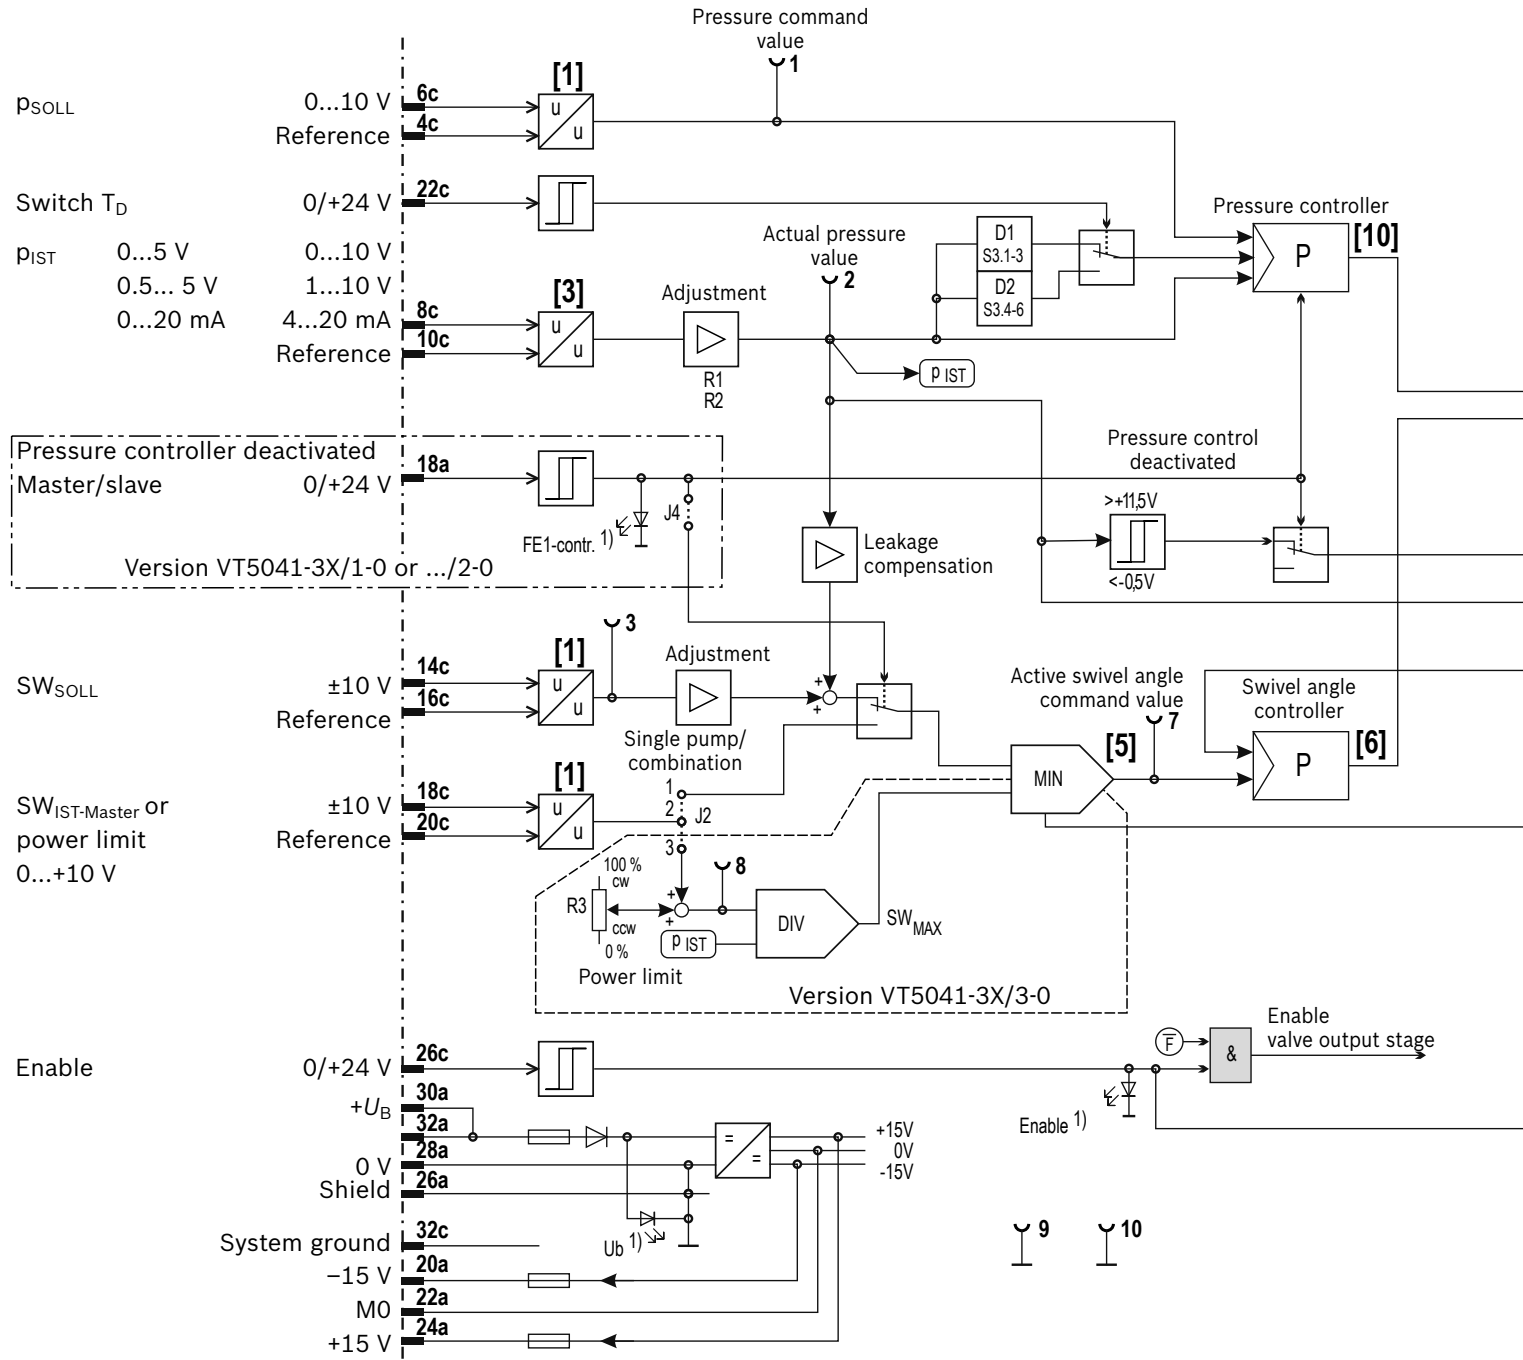 Pressure command
value
1
[1]
pSOLL
0...10 V
6c
Reference
4c
u
u
Switch TD
0/+24 V
22c
Pressure controller
[10]
P
pIST
0...5 V
0...10 V
0.5... 5 V
1...10 V
0...20 mA
4...20 mA
8c
Reference
10c
[3]
u
u
Adjustment
R1
R2
Actual pressure
value
2
D1
S3.1-3
D2
S3.4-6
p IST
Pressure controller deactivated
Master/slave
0/+24 V
18a
FE1-contr. 1)
J4
Version VT5041-3X/1-0 or .../2-0
Leakage
compensation
Pressure control
deactivated
>+11,5V
<-0,5V
3
[1]
SWSOLL
±10 V
14c
Reference
16c
u
u
Adjustment
Single pump/
combination
+
+
Active swivel angle
command value
7
Swivel angle
controller
[5]
[6]
MIN
P
[1]
SWIST-Master or
power limit
0...+10 V
±10 V
18c
Reference
20c
u
u
1
2
3
J2
8
100 %
cw
R3
ccw
0 %
+
+
p IST
DIV
SWMAX
Power limit
Version VT5041-3X/3-0
Enable
0/+24 V
26c
F
&
Enable
valve output stage
Enable 1)
+UB
30a
32a
0 V
28a
Shield
26a
=
=
+15V
0V
-15V
Ub 1)
System ground
32c
–15 V
20a
M0
22a
+15 V
24a
9
10